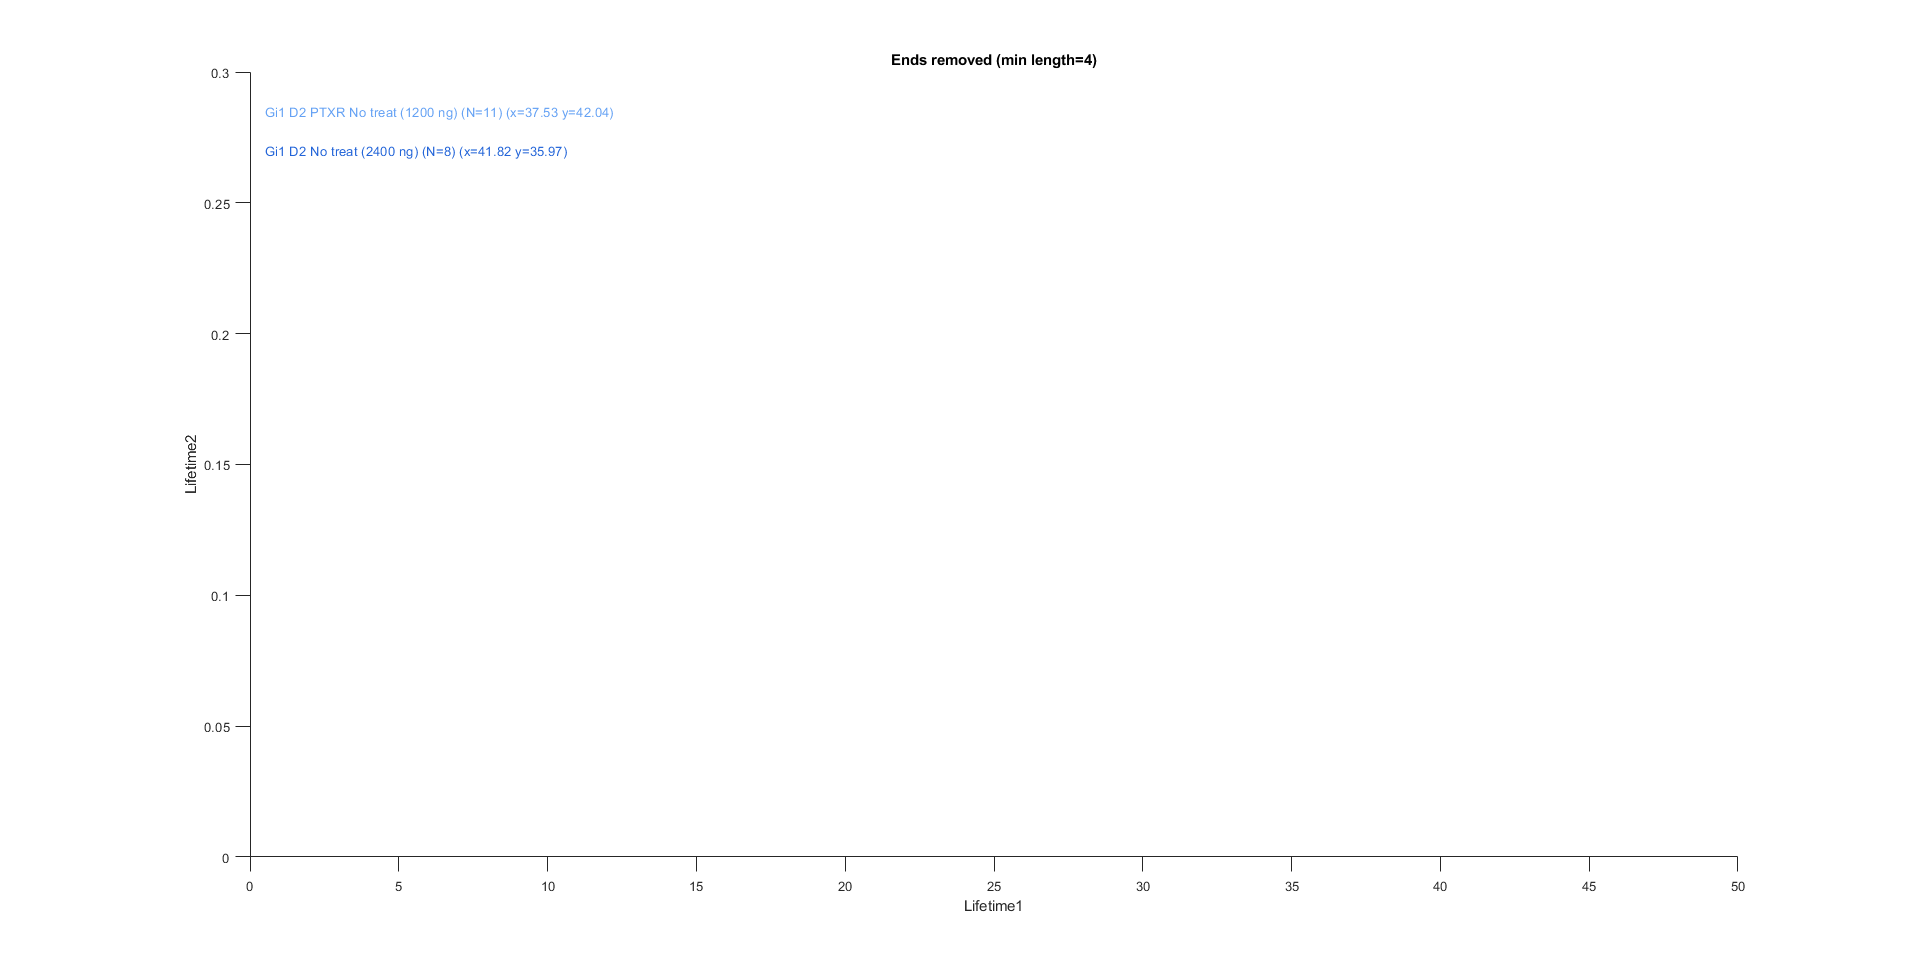 Ends removed (min length=4)
0.3
Gi1 D2 PTXR No treat (1200 ng) (N=11) (x=37.53 y=42.04)
Gi1 D2 No treat (2400 ng) (N=8) (x=41.82 y=35.97)
0.25
0.2
Lifetime2
0.15
0.1
0.05
0
0 5 10 15 20 25 30 35 40 45 50
Lifetime1